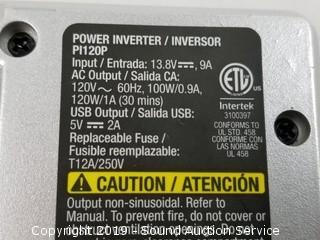 POWER INVERTER / INVERSOR
PI120P
Input / Entrada: 13.8V⎓, 9A
AC Output / Salida CA:
120V ~ 60Hz, 100W/0.9A,
120W/1A (30 mins)
USB Output / Salida USB:
5V⎓ 2A
Replaceable Fuse /
Fusible reemplazable:
T12A/250V
ETL
Intertek
3100397
CONFORMS TO
UL STD. 458
CONFORME CON
LAS NORMAS
UL 458
CAUTION / ATENCIÓN
Output non-sinusoidal. Refer to
Manual. To prevent fire, do not cover or
Copyright 2019 - Sound Auction Service